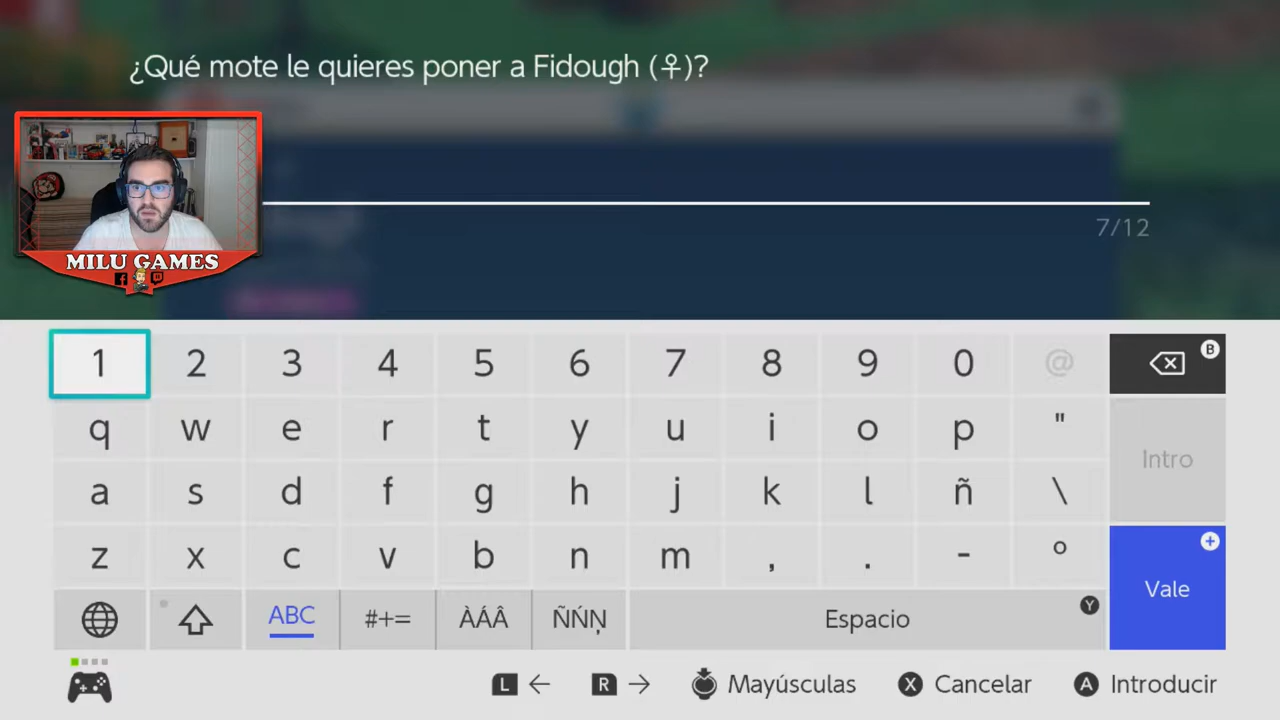 ¿Qué mote le quieres poner a Fidough (♀)?
MILU GAMES
7/12
1 2 3 4 5 6 7 8 9 0 @ B
q w e r t y u i o p " Intro
a s d f g h j k l ñ \
z x c v b n m , . - º + Vale
ABC #+= ÀÁÂ ÑŃŅ Espacio Y
L ← R → Mayúsculas X Cancelar A Introducir